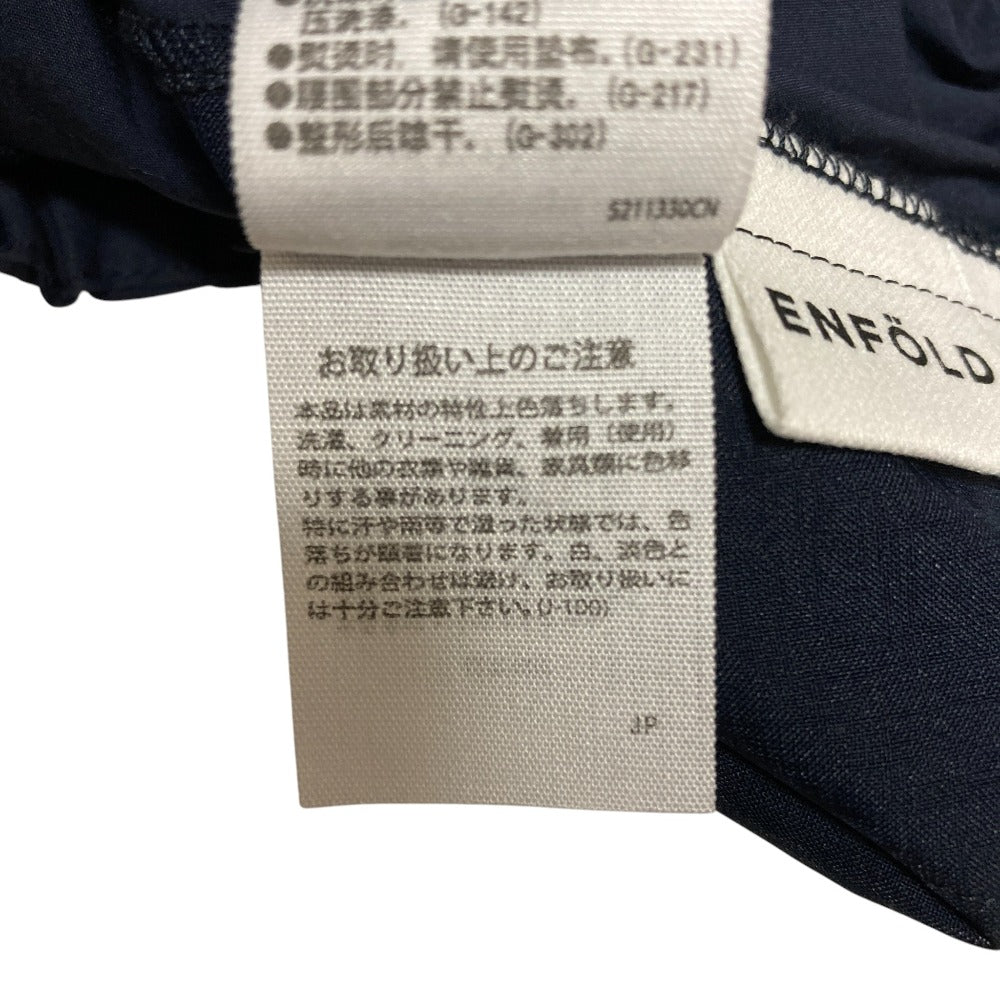 压洗涤。(G-142)
●熨烫时，请使用垫布。(G-231)
●腰围部分禁止熨烫。(G-217)
●整形后晾干。(G-302)
5211330CN
ENFÖLD
お取り扱い上のご注意
本品は素材の特性上色落ちします。
洗濯、クリーニング、着用（使用）
時に他の衣類や雑貨、家具類に色移
りする事があります。
特に汗や雨等で湿った状態では、色
落ちが顕著になります。白、淡色と
の組み合わせは避け、お取り扱いに
は十分ご注意下さい。(J-100)
JP